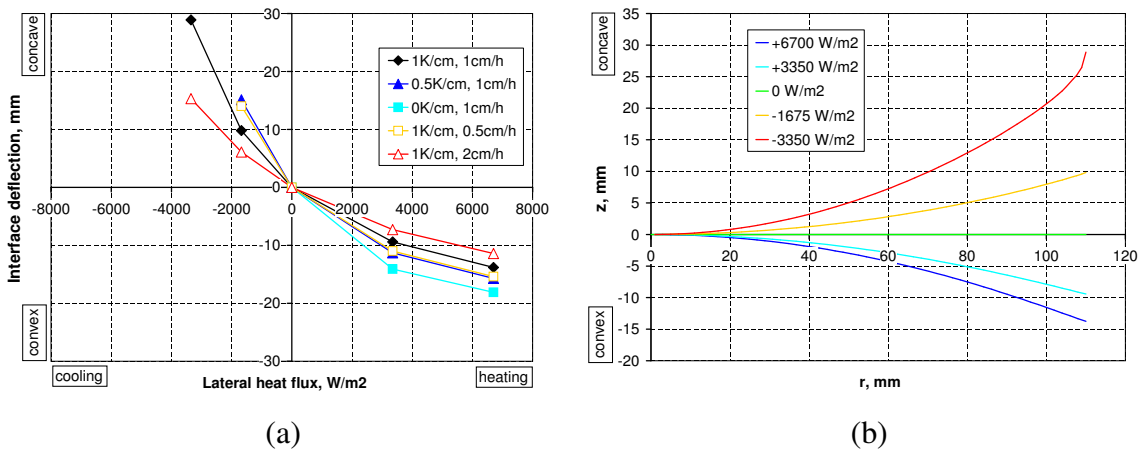 30
20
10
0
-10
-20
-30
-8000 -6000 -4000 -2000 0 2000 4000 6000 8000
Interface deflection, mm
concave
convex
cooling
Lateral heat flux, W/m2
heating
1K/cm, 1cm/h
0.5K/cm, 1cm/h
0K/cm, 1cm/h
1K/cm, 0.5cm/h
1K/cm, 2cm/h
(a)
35
30
25
20
15
10
5
0
-5
-10
-15
-20
0 20 40 60 80 100 120
z, mm
concave
convex
r, mm
+6700 W/m2
+3350 W/m2
0 W/m2
-1675 W/m2
-3350 W/m2
(b)